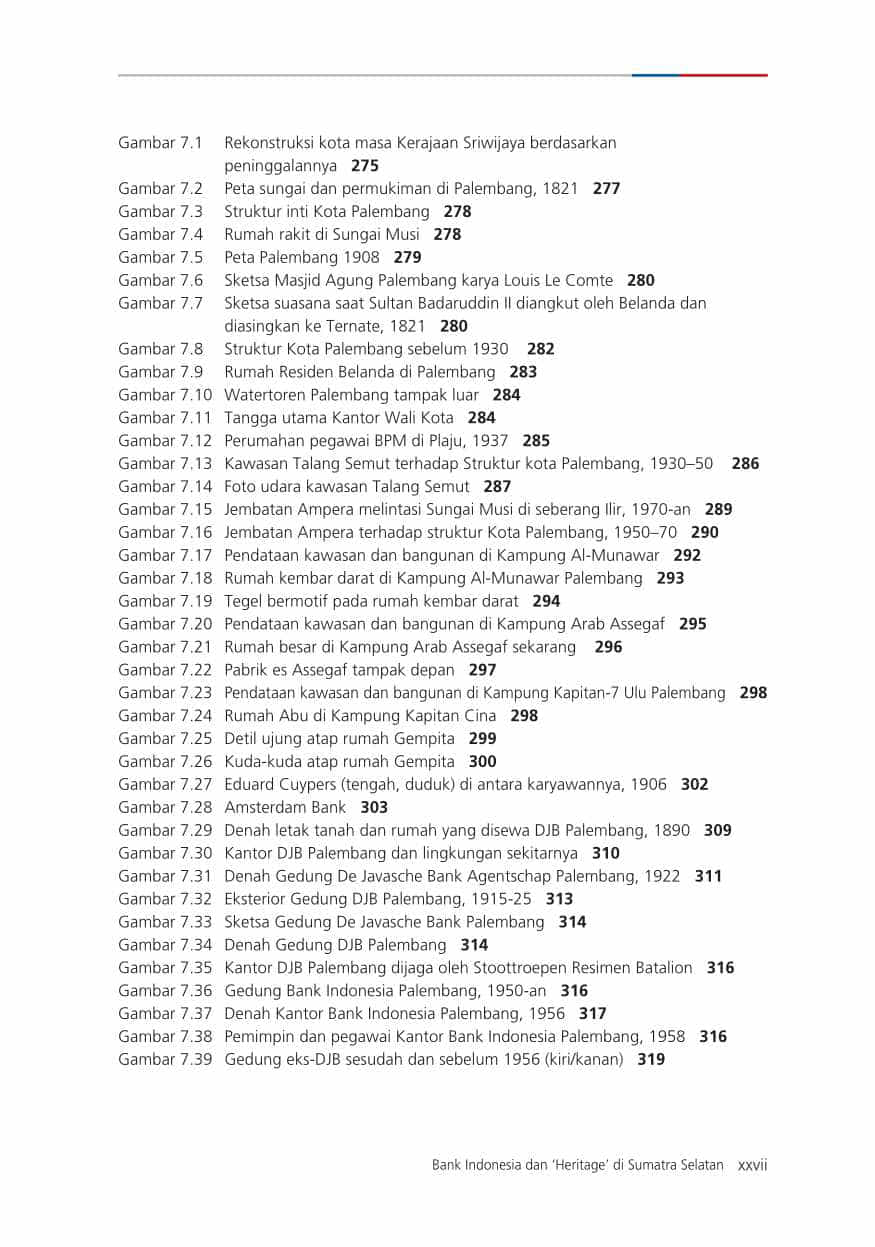 Gambar 7.1 Rekonstruksi kota masa Kerajaan Sriwijaya berdasarkan
peninggalannya 275
Gambar 7.2 Peta sungai dan permukiman di Palembang, 1821 277
Gambar 7.3 Struktur inti Kota Palembang 278
Gambar 7.4 Rumah rakit di Sungai Musi 278
Gambar 7.5 Peta Palembang 1908 279
Gambar 7.6 Sketsa Masjid Agung Palembang karya Louis Le Comte 280
Gambar 7.7 Sketsa suasana saat Sultan Badaruddin II diangkut oleh Belanda dan
diasingkan ke Ternate, 1821 280
Gambar 7.8 Struktur Kota Palembang sebelum 1930 282
Gambar 7.9 Rumah Residen Belanda di Palembang 283
Gambar 7.10 Watertoren Palembang tampak luar 284
Gambar 7.11 Tangga utama Kantor Wali Kota 284
Gambar 7.12 Perumahan pegawai BPM di Plaju, 1937 285
Gambar 7.13 Kawasan Talang Semut terhadap Struktur kota Palembang, 1930–50 286
Gambar 7.14 Foto udara kawasan Talang Semut 287
Gambar 7.15 Jembatan Ampera melintasi Sungai Musi di seberang Ilir, 1970-an 289
Gambar 7.16 Jembatan Ampera terhadap struktur Kota Palembang, 1950–70 290
Gambar 7.17 Pendataan kawasan dan bangunan di Kampung Al-Munawar 292
Gambar 7.18 Rumah kembar darat di Kampung Al-Munawar Palembang 293
Gambar 7.19 Tegel bermotif pada rumah kembar darat 294
Gambar 7.20 Pendataan kawasan dan bangunan di Kampung Arab Assegaf 295
Gambar 7.21 Rumah besar di Kampung Arab Assegaf sekarang 296
Gambar 7.22 Pabrik es Assegaf tampak depan 297
Gambar 7.23 Pendataan kawasan dan bangunan di Kampung Kapitan-7 Ulu Palembang 298
Gambar 7.24 Rumah Abu di Kampung Kapitan Cina 298
Gambar 7.25 Detil ujung atap rumah Gempita 299
Gambar 7.26 Kuda-kuda atap rumah Gempita 300
Gambar 7.27 Eduard Cuypers (tengah, duduk) di antara karyawannya, 1906 302
Gambar 7.28 Amsterdam Bank 303
Gambar 7.29 Denah letak tanah dan rumah yang disewa DJB Palembang, 1890 309
Gambar 7.30 Kantor DJB Palembang dan lingkungan sekitarnya 310
Gambar 7.31 Denah Gedung De Javasche Bank Agentschap Palembang, 1922 311
Gambar 7.32 Eksterior Gedung DJB Palembang, 1915-25 313
Gambar 7.33 Sketsa Gedung De Javasche Bank Palembang 314
Gambar 7.34 Denah Gedung DJB Palembang 314
Gambar 7.35 Kantor DJB Palembang dijaga oleh Stoottroepen Resimen Batalion 316
Gambar 7.36 Gedung Bank Indonesia Palembang, 1950-an 316
Gambar 7.37 Denah Kantor Bank Indonesia Palembang, 1956 317
Gambar 7.38 Pemimpin dan pegawai Kantor Bank Indonesia Palembang, 1958 316
Gambar 7.39 Gedung eks-DJB sesudah dan sebelum 1956 (kiri/kanan) 319
Bank Indonesia dan ‘Heritage’ di Sumatra Selatan xxvii